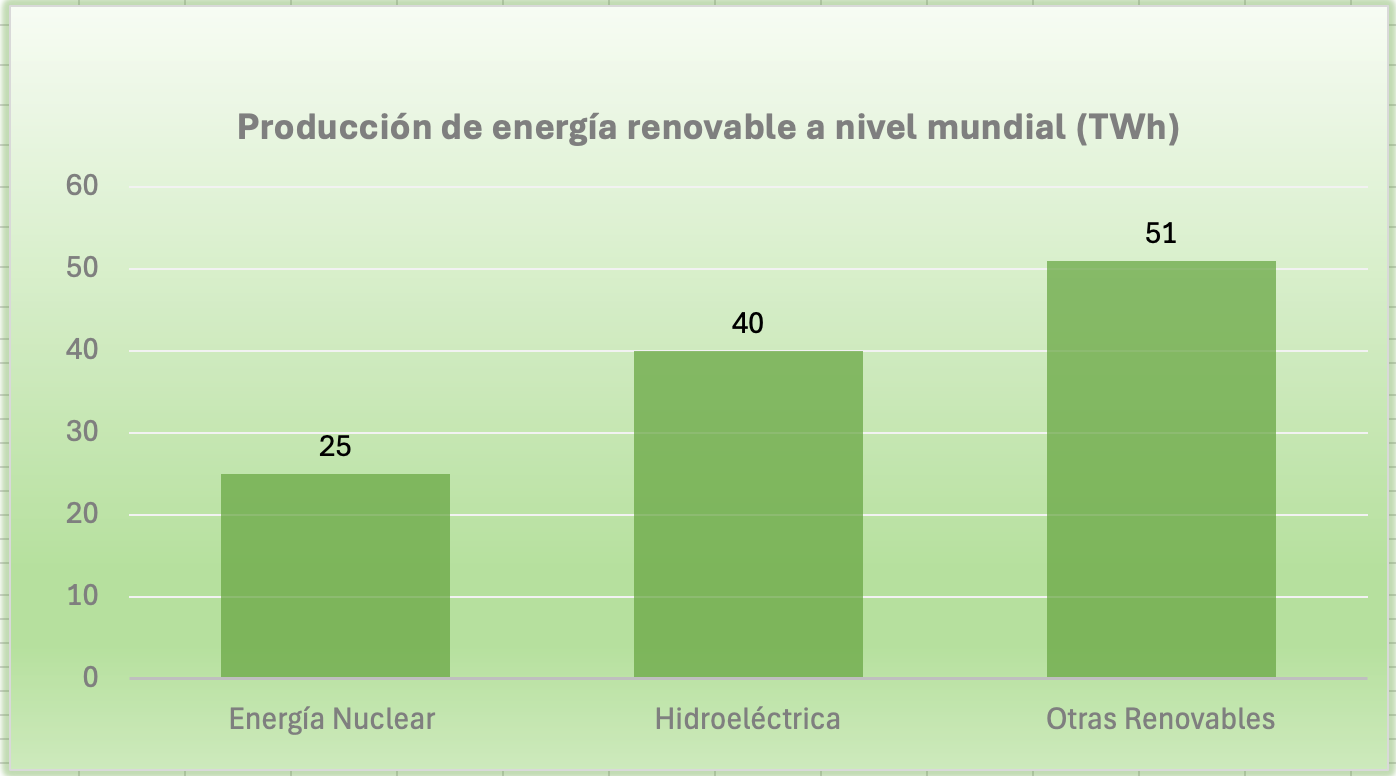 Producción de energía renovable a nivel mundial (TWh)
60
50
40
30
20
10
0
25
40
51
Energía Nuclear
Hidroeléctrica
Otras Renovables